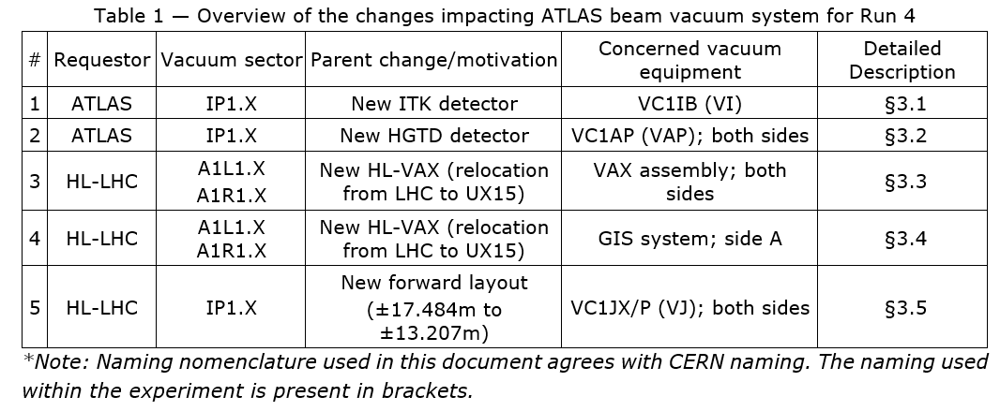 Table 1 — Overview of the changes impacting ATLAS beam vacuum system for Run 4
# Requestor Vacuum sector Parent change/motivation Concerned vacuum equipment Detailed Description
1 ATLAS IP1.X New ITK detector VC1IB (VI) §3.1
2 ATLAS IP1.X New HGTD detector VC1AP (VAP); both sides §3.2
3 HL-LHC A1L1.X A1R1.X New HL-VAX (relocation from LHC to UX15) VAX assembly; both sides §3.3
4 HL-LHC A1L1.X A1R1.X New HL-VAX (relocation from LHC to UX15) GIS system; side A §3.4
5 HL-LHC IP1.X New forward layout (±17.484m to ±13.207m) VC1JX/P (VJ); both sides §3.5
*Note: Naming nomenclature used in this document agrees with CERN naming. The naming used
within the experiment is present in brackets.